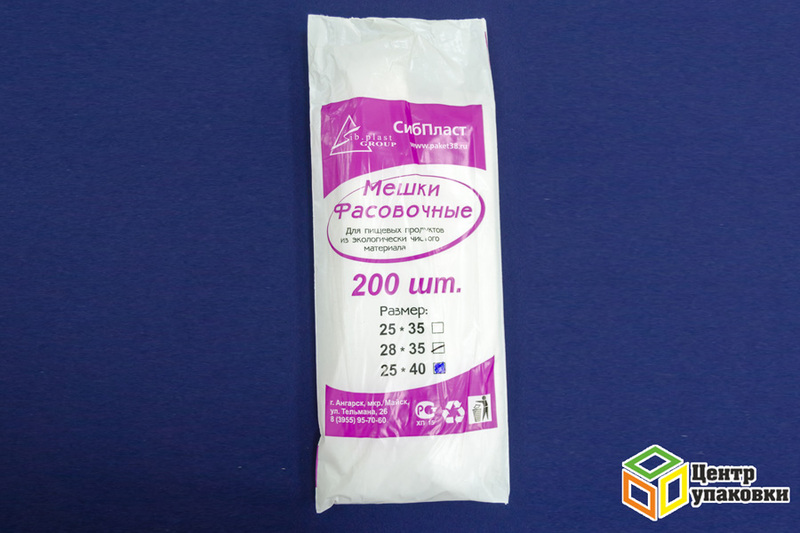 Sib.plast
GROUP
СибПласт
www.paket38.ru
Мешки
Фасовочные
Для пищевых продуктов
из экологически чистого
материала
200 шт.
Размер:
25 * 35
28 * 35
25 * 40
г. Ангарск, мкр. Майск,
ул. Тельмана, 26
8 (3955) 95-70-60
РС
Центр
упаковки